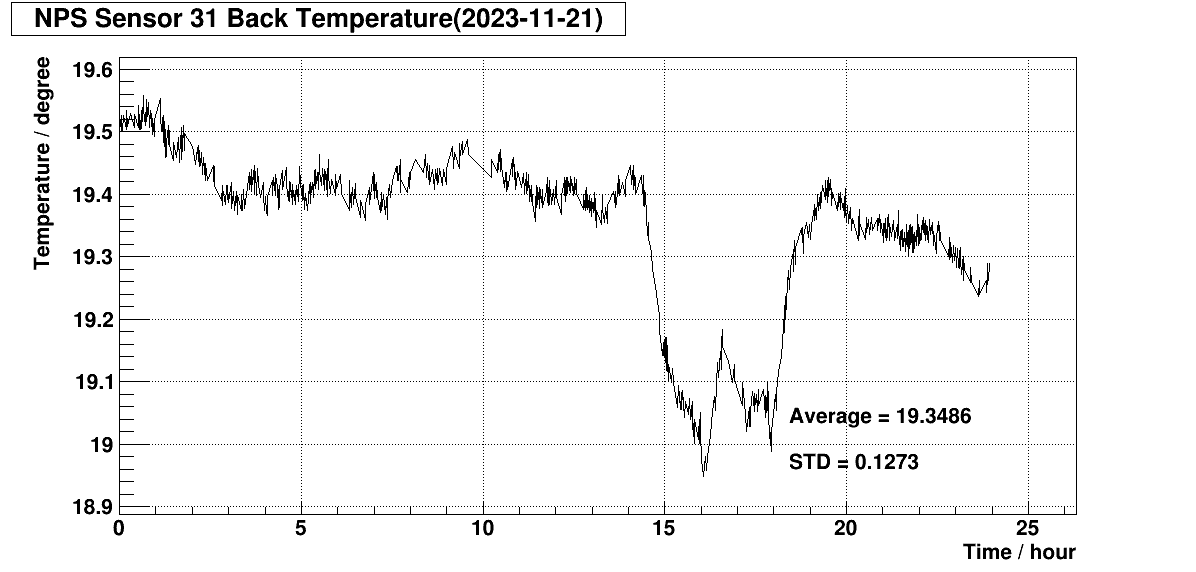 NPS Sensor 31 Back Temperature(2023-11-21)
Temperature / degree
19.6
19.5
19.4
19.3
19.2
19.1
19
18.9
Average = 19.3486
STD = 0.1273
0 5 10 15 20 25
Time / hour